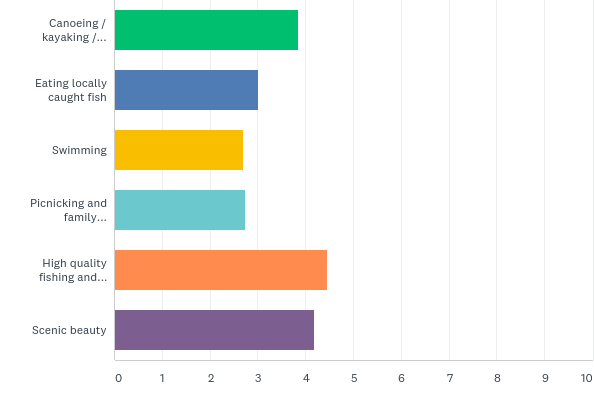 Canoeing /
kayaking /...
Eating locally
caught fish
Swimming
Picnicking and
family...
High quality
fishing and...
Scenic beauty
0 1 2 3 4 5 6 7 8 9 10